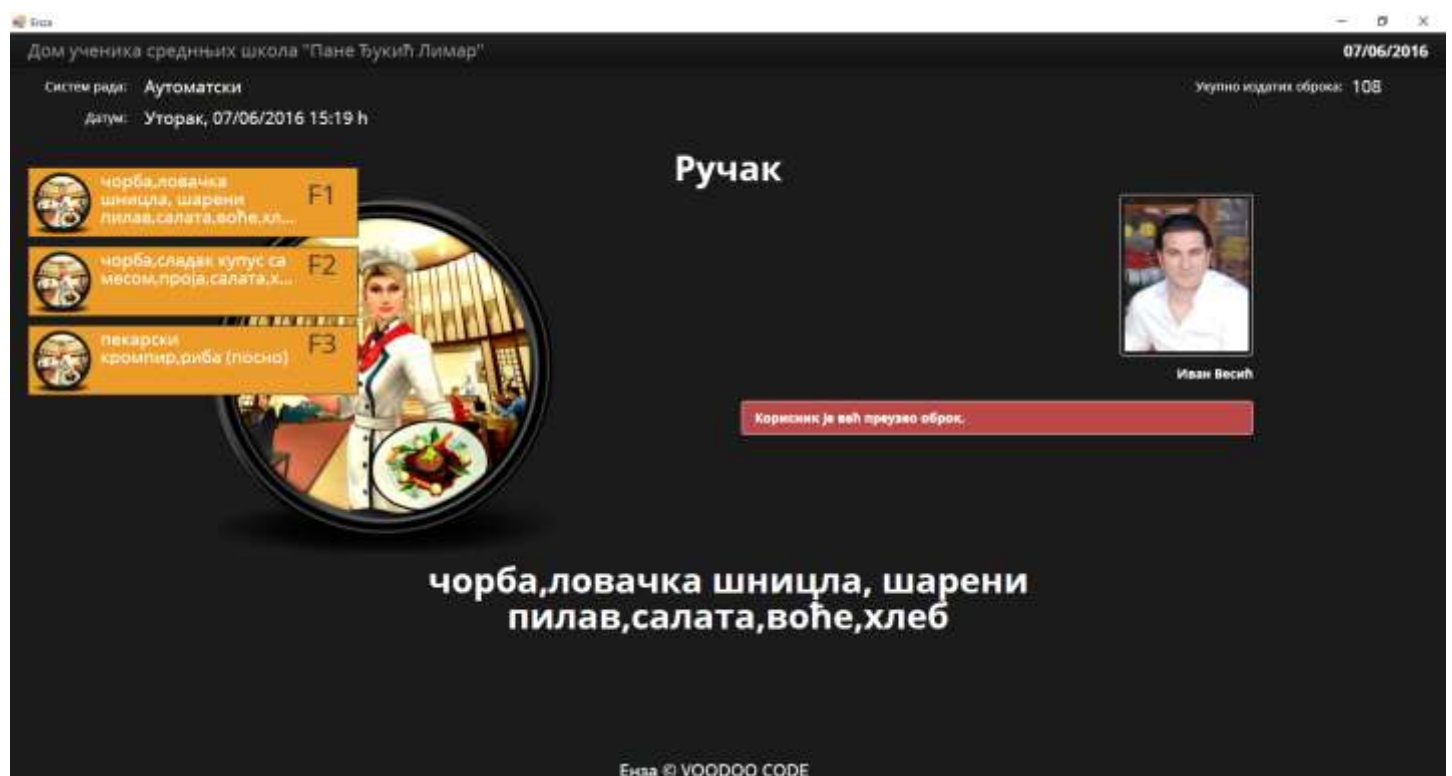 Енза
Дом ученика средњих школа "Пане Ђукић Лимар"
07/06/2016
Систем рада: Аутоматски
Укупно издатих оброка: 108
Датум: Уторак, 07/06/2016 15:19 h
Ручак
чорба,ловачка
шницла, шарени
пилав,салата,воће,хл...
F1
чорба,сладак купус са
месом,проја,салата,х...
F2
пекарски
кромпир,риба (посно)
F3
Иван Весић
Корисник је већ преузео оброк.
чорба,ловачка шницла, шарени
пилав,салата,воће,хлеб
Енза © VOODOO CODE